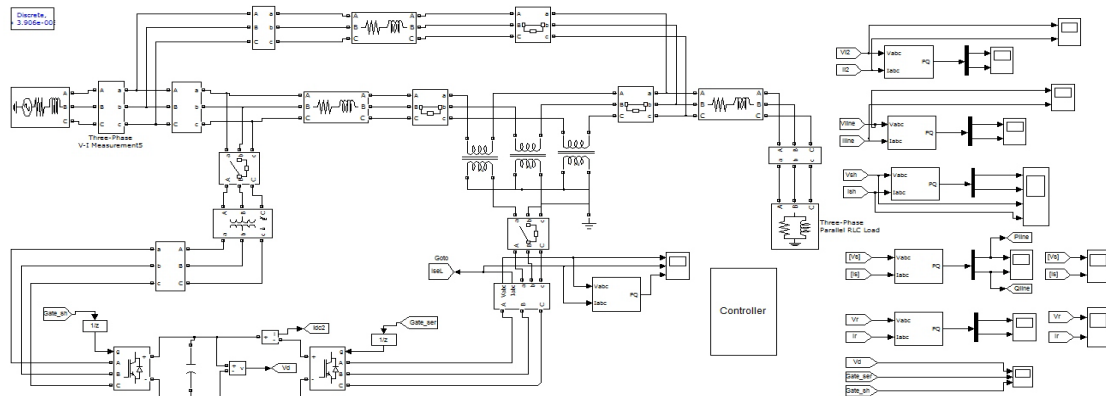 Discrete,
Three-Phase
V-I Measurement5
A
B
C
a
b
c
Goto
IseL
Vabc
Iabc
PQ
Gate_sh
1/z
g
A
B
C
Idc2
Vd
Gate_ser
1/z
g
A
B
C
Controller
Three-Phase
Parallel RLC Load
Vl2
Il2
Vabc
Iabc
PQ
Vline
Iline
Vabc
Iabc
PQ
Vsh
Ish
Vabc
Iabc
PQ
[Vs]
[Is]
Vabc
Iabc
PQ
Pline
Qline
[Vs]
[Is]
Vr
Ir
Vabc
Iabc
PQ
Vr
Ir
Vd
Gate_ser
Gate_sh